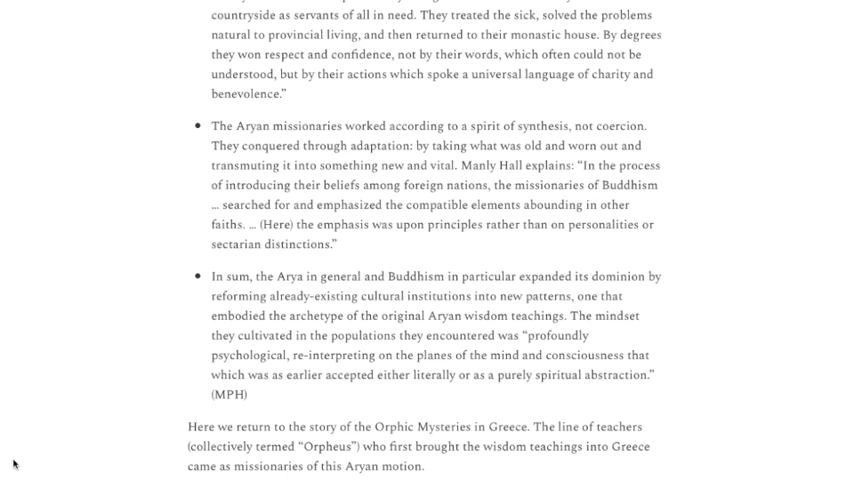 countryside as servants of all in need. They treated the sick, solved the problems
natural to provincial living, and then returned to their monastic house. By degrees
they won respect and confidence, not by their words, which often could not be
understood, but by their actions which spoke a universal language of charity and
benevolence.”
• The Aryan missionaries worked according to a spirit of synthesis, not coercion.
They conquered through adaptation: by taking what was old and worn out and
transmuting it into something new and vital. Manly Hall explains: “In the process
of introducing their beliefs among foreign nations, the missionaries of Buddhism
… searched for and emphasized the compatible elements abounding in other
faiths. … (Here) the emphasis was upon principles rather than on personalities or
sectarian distinctions.”
• In sum, the Arya in general and Buddhism in particular expanded its dominion by
reforming already-existing cultural institutions into new patterns, one that
embodied the archetype of the original Aryan wisdom teachings. The mindset
they cultivated in the populations they encountered was “profoundly
psychological, re-interpreting on the planes of the mind and consciousness that
which was as earlier accepted either literally or as a purely spiritual abstraction.”
(MPH)
Here we return to the story of the Orphic Mysteries in Greece. The line of teachers
(collectively termed “Orpheus”) who first brought the wisdom teachings into Greece
came as missionaries of this Aryan motion.